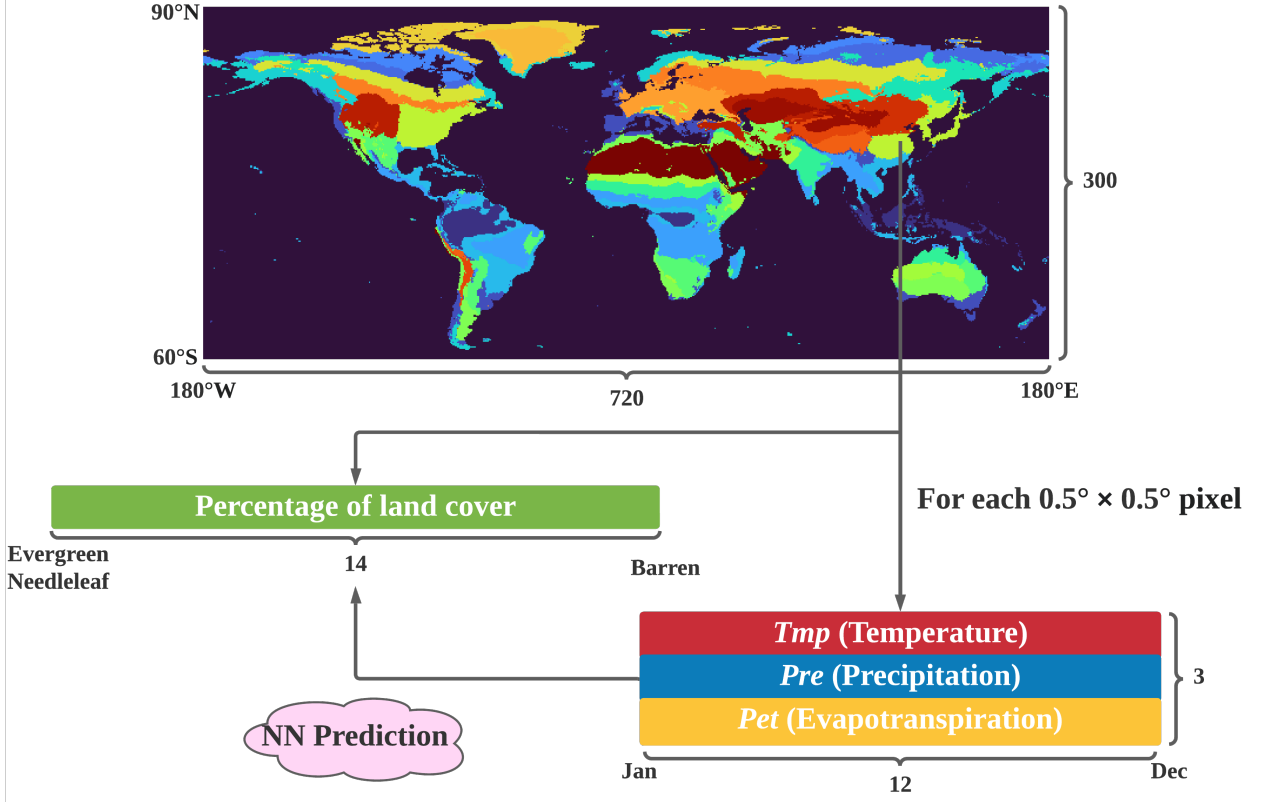 90°N
300
60°S
180°W
720
180°E
Percentage of land cover
For each 0.5° × 0.5° pixel
Evergreen
Needleleaf
14
Barren
Tmp (Temperature)
Pre (Precipitation)
3
Pet (Evapotranspiration)
NN Prediction
Jan
12
Dec